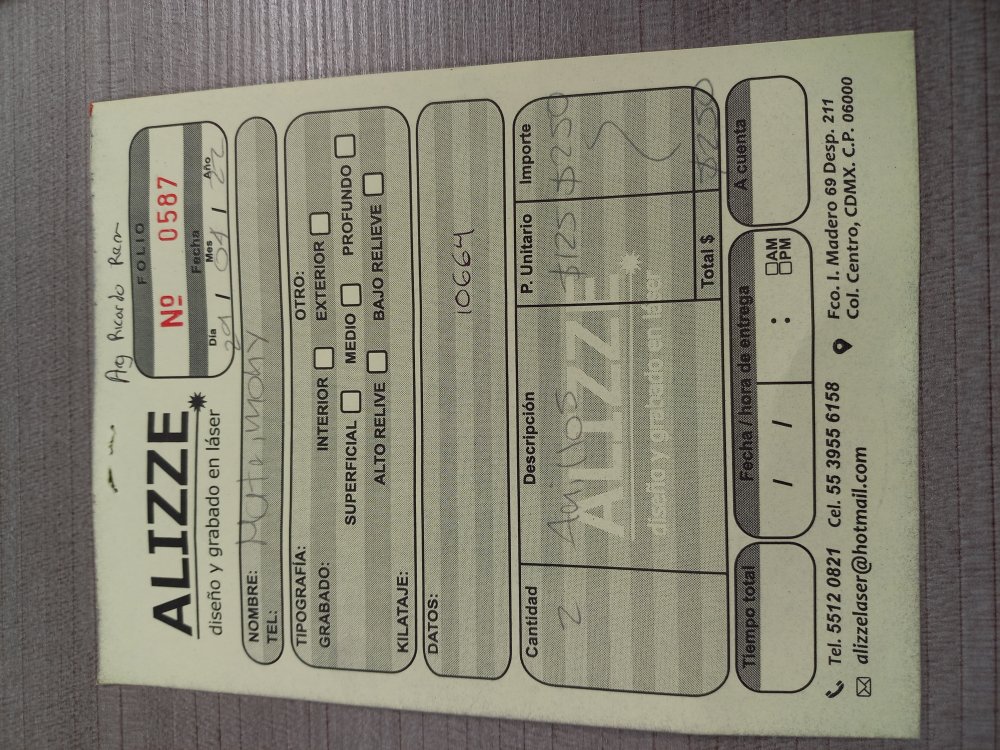 Ricardo
ALIZZE
diseño y grabado en láser
FOLIO
Nº 0587
Fecha
Día Mes Año
29 / 04 / 22
NOMBRE:
TEL:
TIPOGRAFÍA:
OTRO:
GRABADO:
INTERIOR
EXTERIOR
SUPERFICIAL
MEDIO
PROFUNDO
ALTO RELIVE
BAJO RELIEVE
KILATAJE:
DATOS:
10664
Cantidad Descripción P. Unitario Importe
2 Anillos $125 $250
ALIZZE
diseño y grabado en láser
Total $ $250
Tiempo total
Fecha / hora de entrega
A cuenta
/ / : AM
PM
Tel. 5512 0821 Cel. 55 3955 6158
alizzelaser@hotmail.com
Fco. I. Madero 69 Desp. 211
Col. Centro, CDMX. C.P. 06000